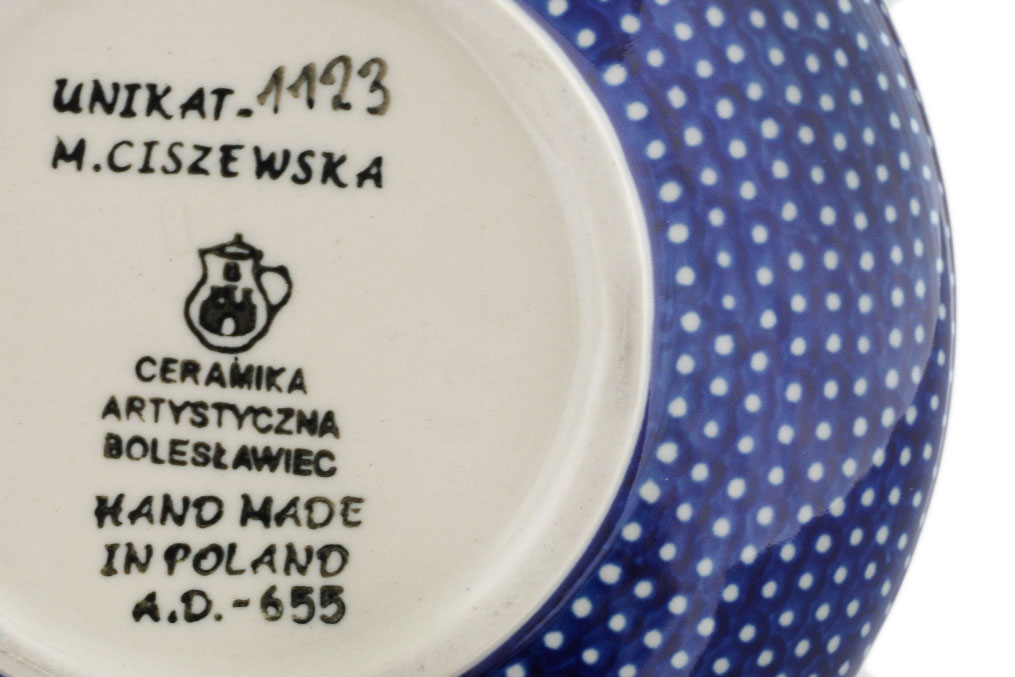 UNIKAT-1123
M.CISZEWSKA
CERAMIKA
ARTYSTYCZNA
BOLESŁAWIEC
HAND MADE
IN POLAND
A.D.-655